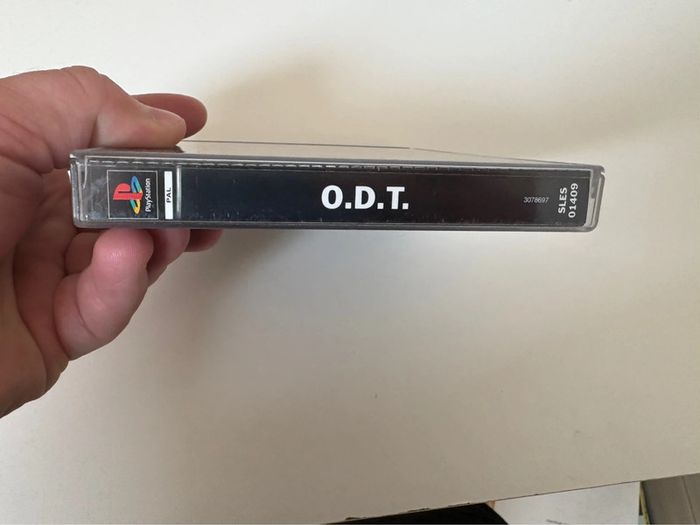 PlayStation
PAL
O.D.T.
3078697
SLES
01409